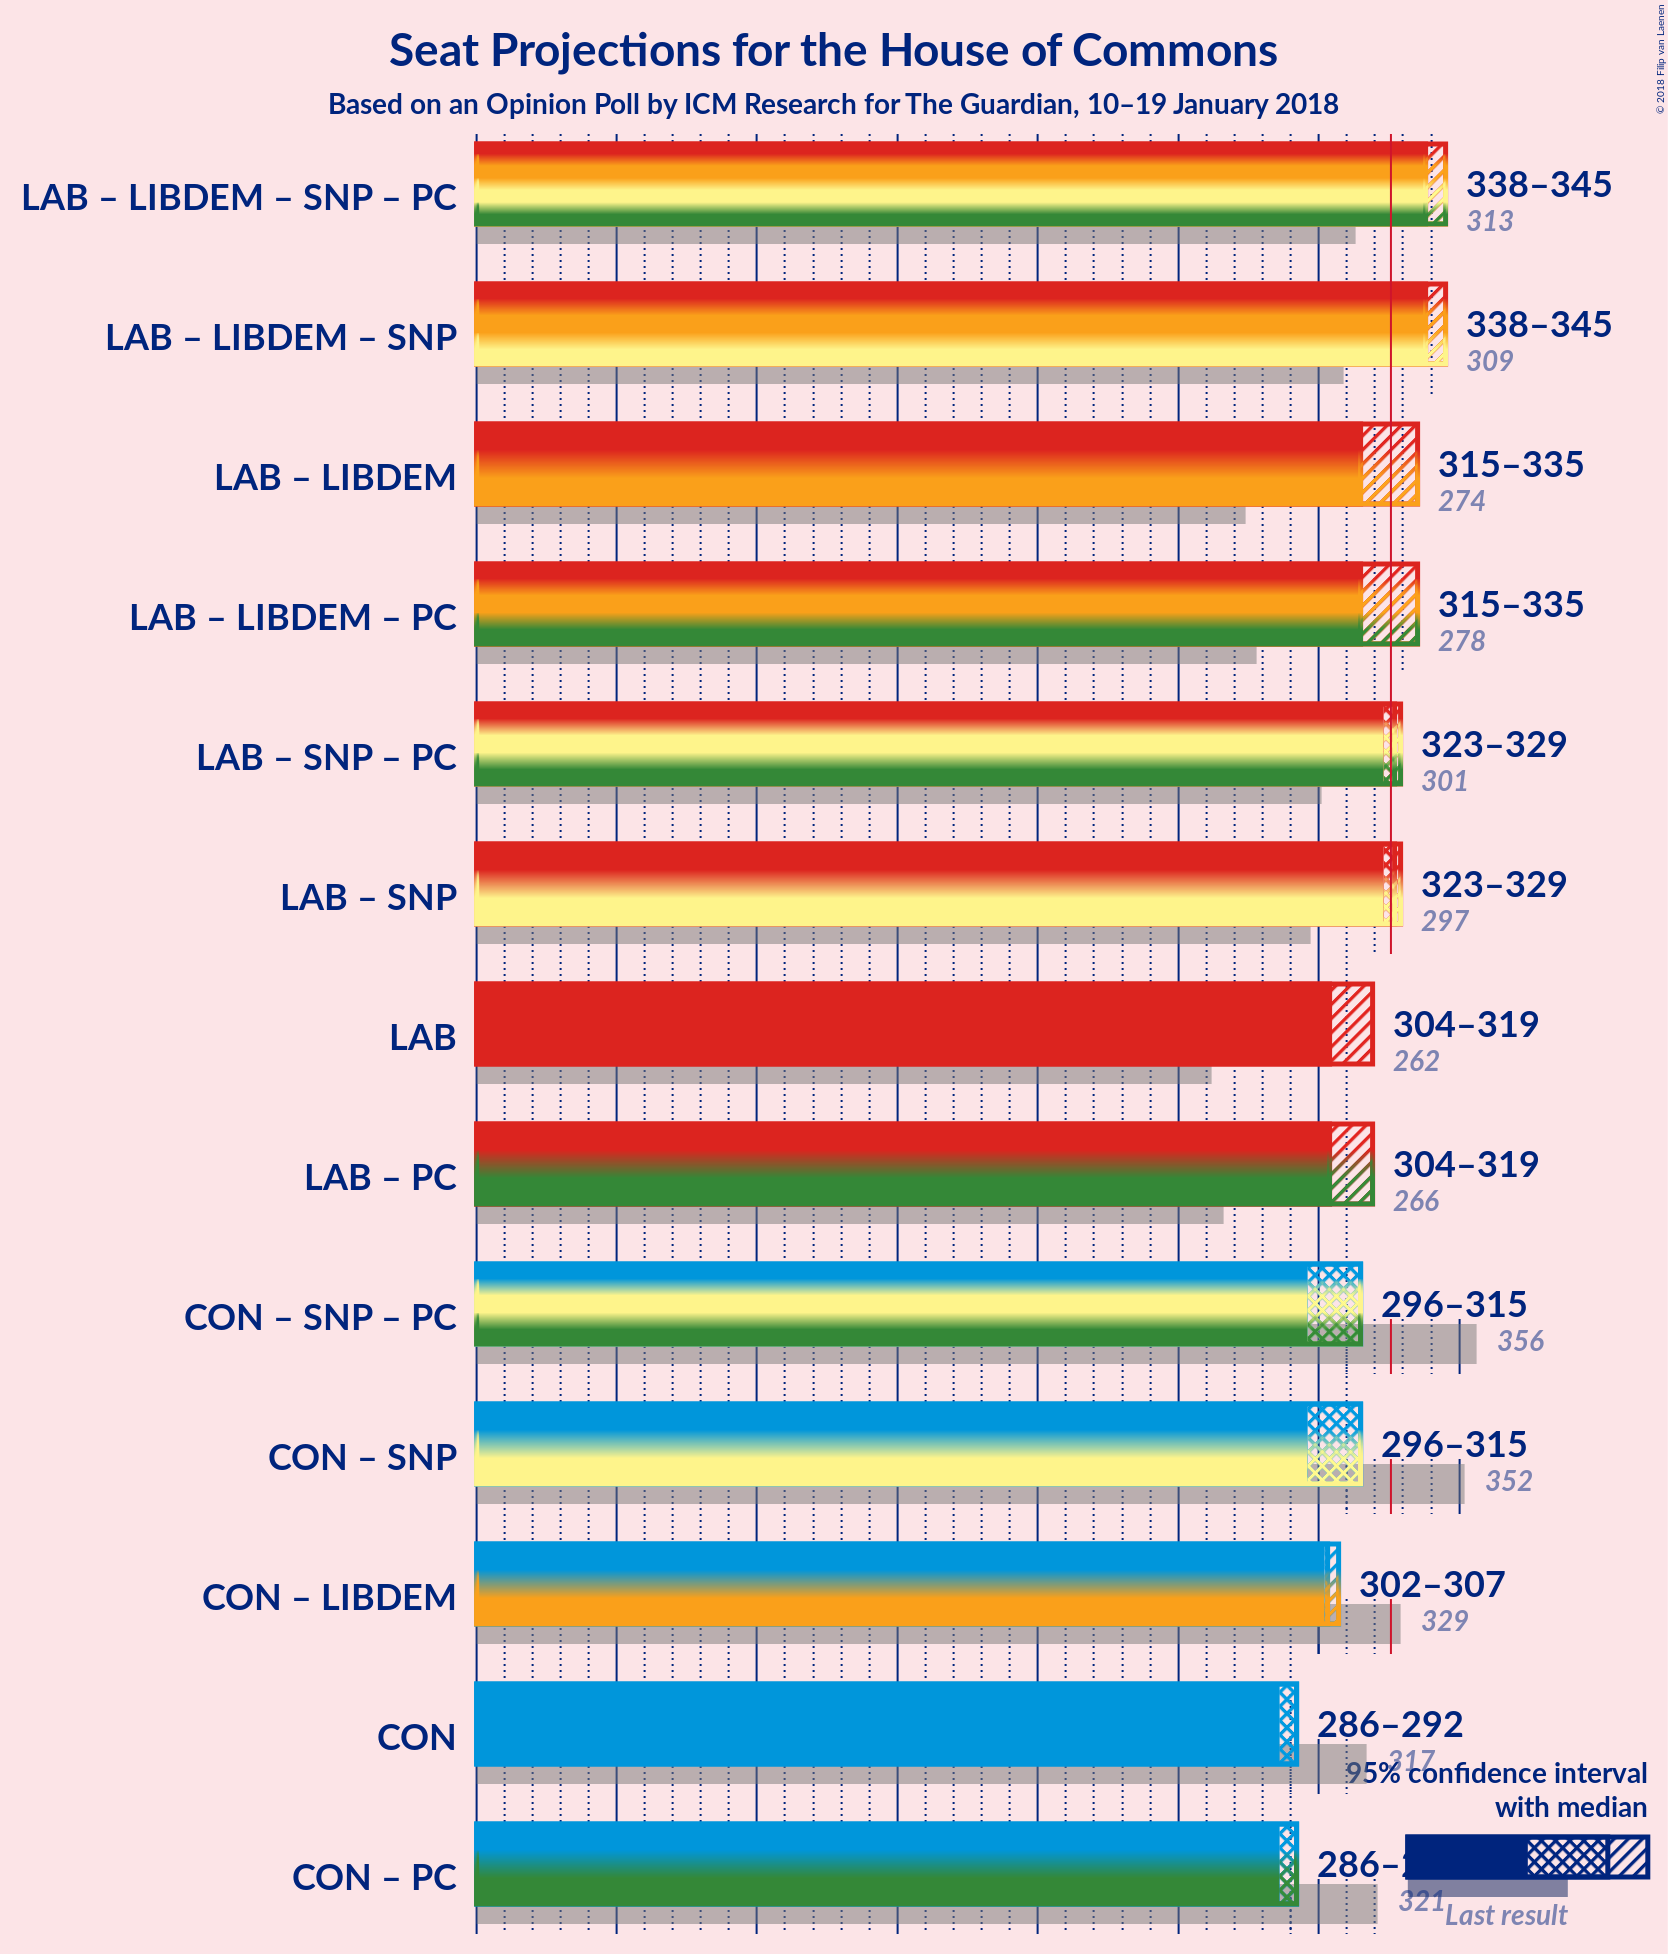 Seat Projections for the House of Commons
Based on an Opinion Poll by ICM Research for The Guardian, 10–19 January 2018
© 2018 Filip van Laenen
LAB – LIBDEM – SNP – PC
338–345
313
LAB – LIBDEM – SNP
338–345
309
LAB – LIBDEM
315–335
274
LAB – LIBDEM – PC
315–335
278
LAB – SNP – PC
323–329
301
LAB – SNP
323–329
297
LAB
304–319
262
LAB – PC
304–319
266
CON – SNP – PC
296–315
356
CON – SNP
296–315
352
CON – LIBDEM
302–307
329
CON
286–292
317
95% confidence interval
with median
CON – PC
286–
321
Last result